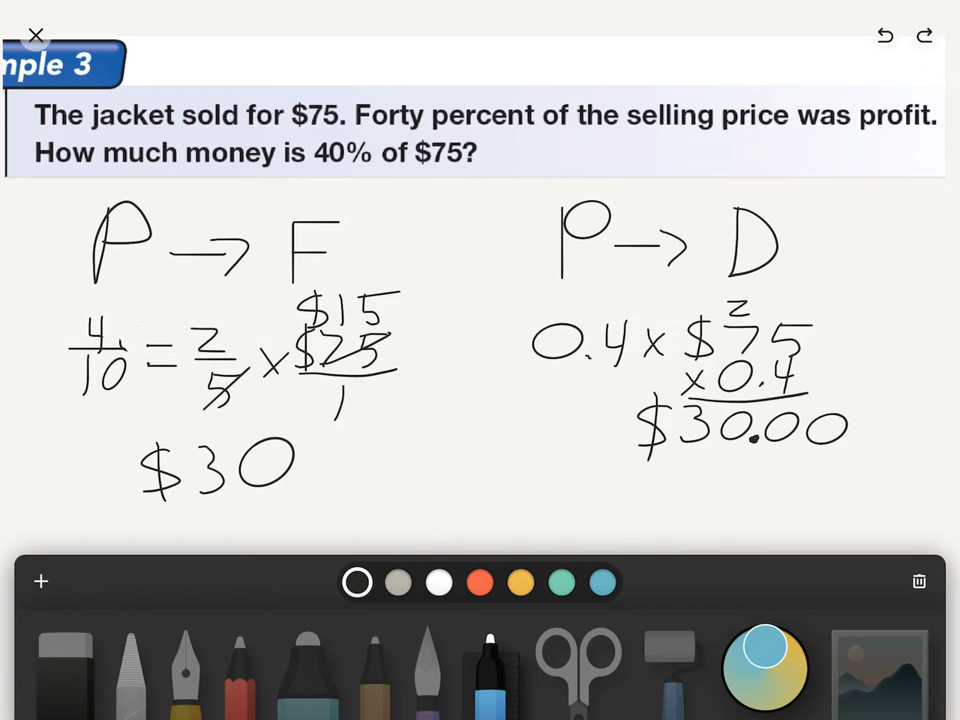 mple 3
The jacket sold for $75. Forty percent of the selling price was profit.
How much money is 40% of $75?
P → F
P → D
$15
4/10 = 2/5 × $75/1
$30
2
0.4 × $75
× 0.4
$30.00